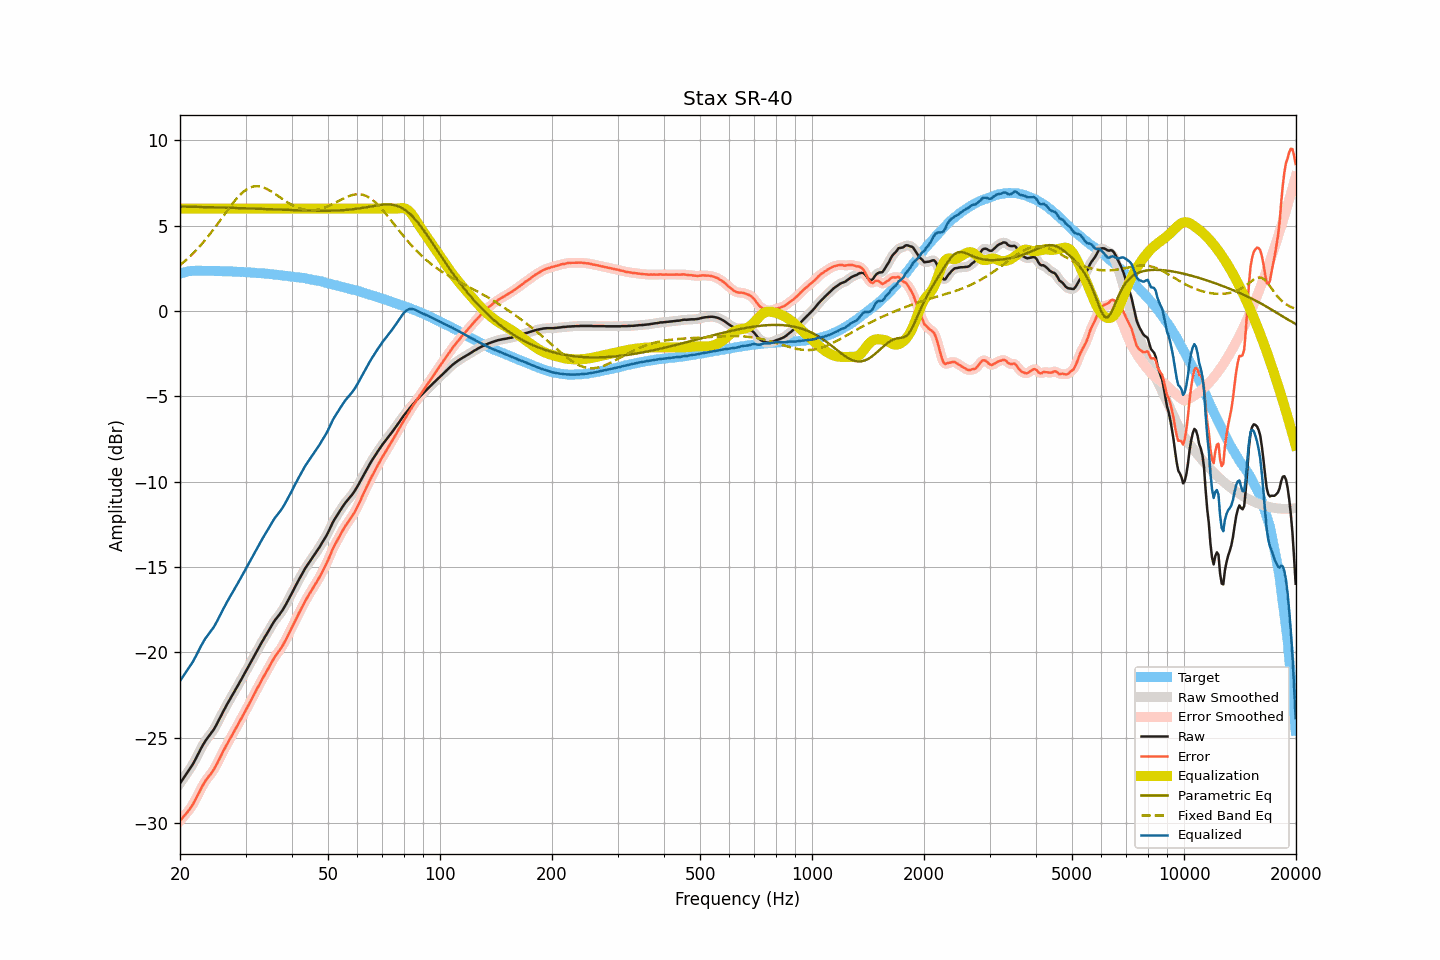 Stax SR-40
10
5
0
−5
−10
−15
−20
−25
−30
Amplitude (dBr)
20 50 100 200 500 1000 2000 5000 10000 20000
Frequency (Hz)
Target
Raw Smoothed
Error Smoothed
Raw
Error
Equalization
Parametric Eq
Fixed Band Eq
Equalized